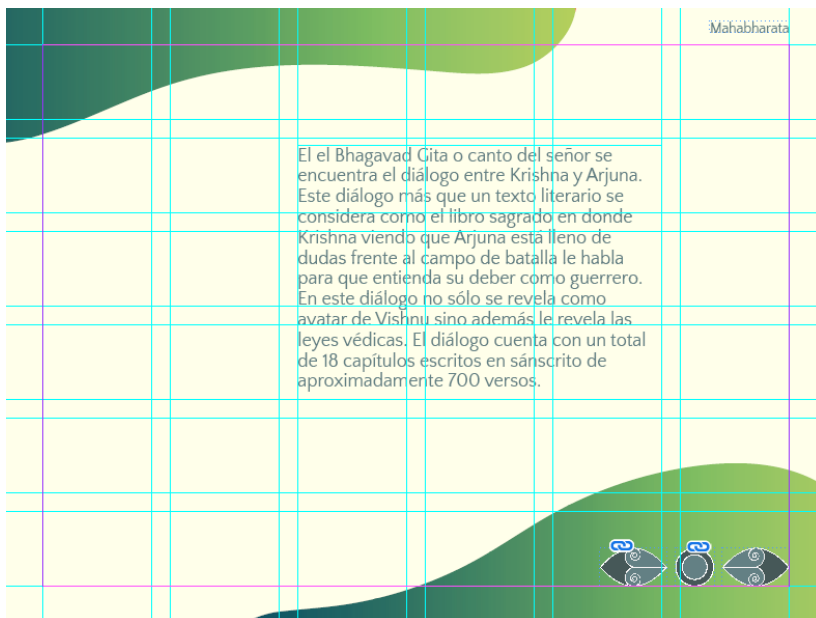 Mahabharata
El el Bhagavad Gita o canto del señor se
encuentra el diálogo entre Krishna y Arjuna.
Este diálogo más que un texto literario se
considera como el libro sagrado en donde
Krishna viendo que Arjuna está lleno de
dudas frente al campo de batalla le habla
para que entienda su deber como guerrero.
En este diálogo no sólo se revela como
avatar de Vishnu sino además le revela las
leyes védicas. El diálogo cuenta con un total
de 18 capítulos escritos en sánscrito de
aproximadamente 700 versos.